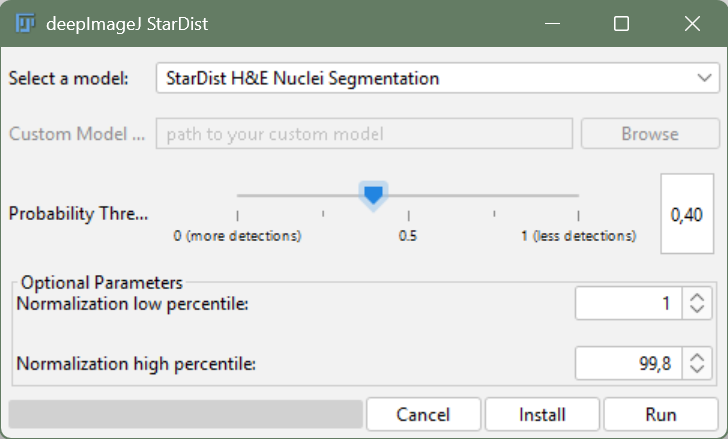 deepImageJ StarDist
Select a model: StarDist H&E Nuclei Segmentation
Custom Model ... path to your custom model Browse
Probability Thre... 0,40
0 (more detections) 0.5 1 (less detections)
Optional Parameters
Normalization low percentile: 1
Normalization high percentile: 99,8
Cancel Install Run